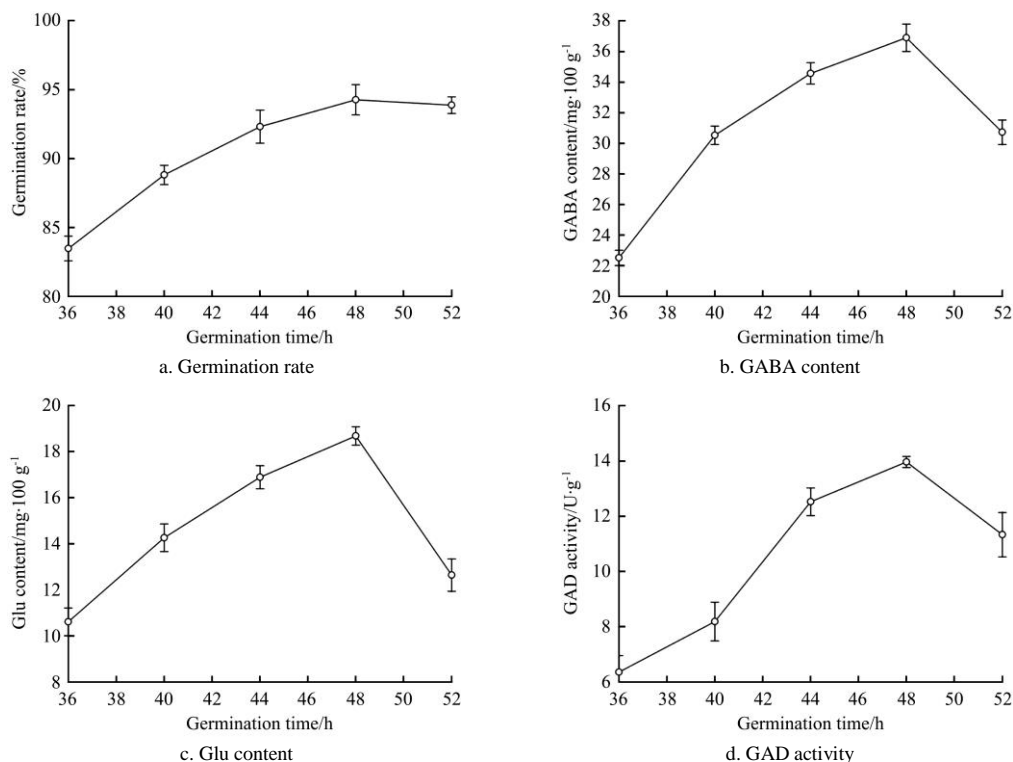 100
95
90
85
80
Germination rate/%
36 38 40 42 44 46 48 50 52
Germination time/h
a. Germination rate
38
36
34
32
30
28
26
24
22
20
GABA content/mg·100 g⁻¹
36 38 40 42 44 46 48 50 52
Germination time/h
b. GABA content
20
18
16
14
12
10
8
Glu content/mg·100 g⁻¹
36 38 40 42 44 46 48 50 52
Germination time/h
c. Glu content
16
14
12
10
8
6
GAD activity/U·g⁻¹
36 38 40 42 44 46 48 50 52
Germination time/h
d. GAD activity